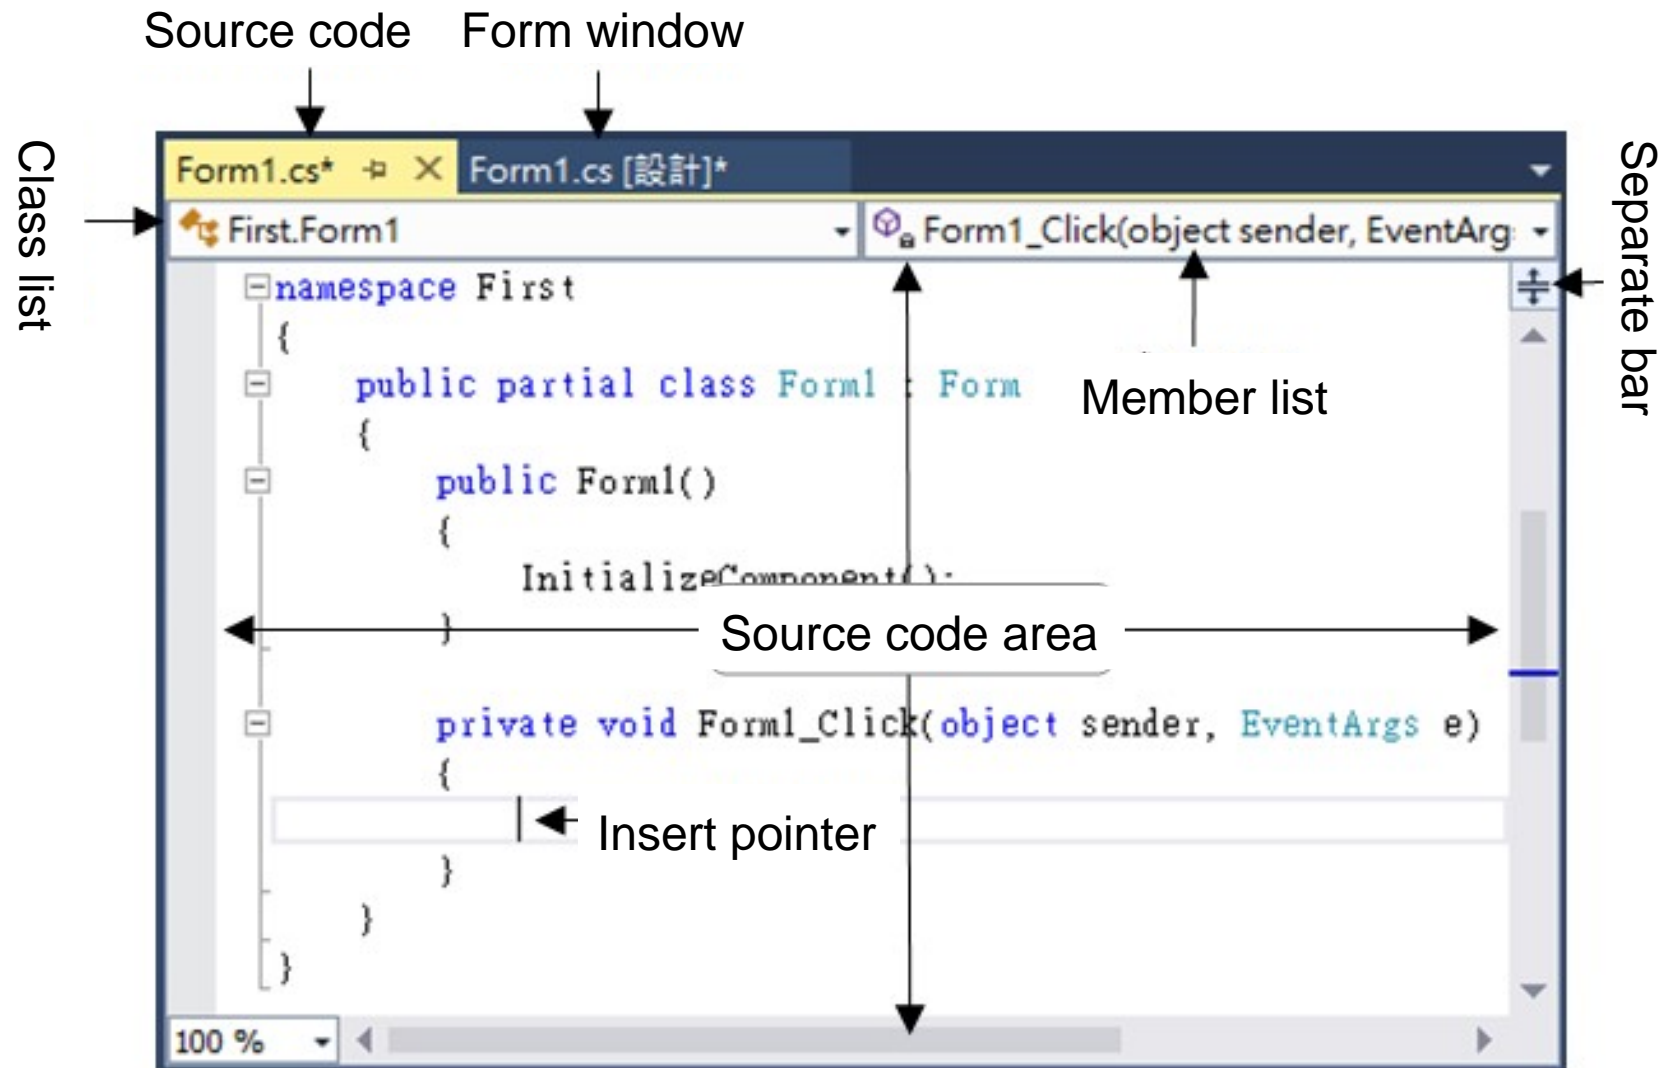 Source code Form window
Class list
Separate bar
Form1.cs* Form1.cs [設計]*
First.Form1 Form1_Click(object sender, EventArg
namespace First
{
public partial class Form1 : Form
Member list
{
public Form1()
{
InitializeComponent();
}
Source code area
private void Form1_Click(object sender, EventArgs e)
{
Insert pointer
}
}
}
100 %